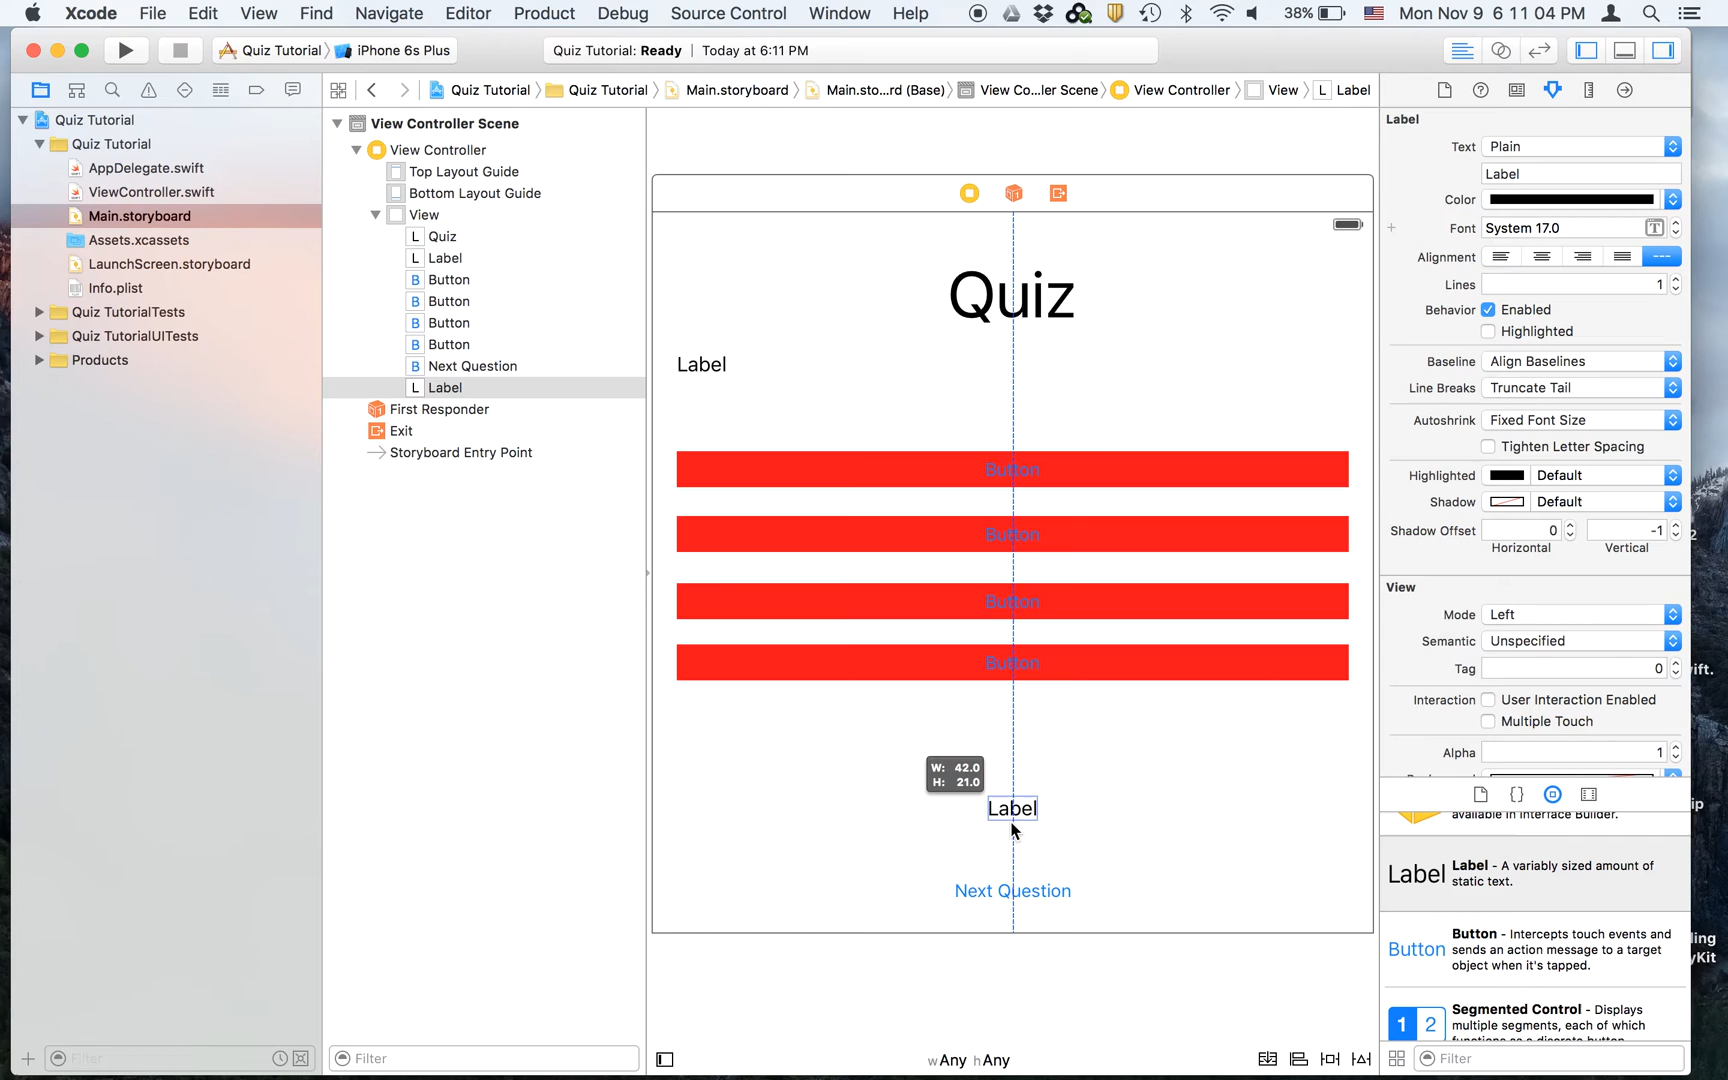 Xcode File Edit View Find Navigate Editor Product Debug Source Control Window Help 38% Mon Nov 9 6 11 04 PM
Quiz Tutorial iPhone 6s Plus Quiz Tutorial: Ready Today at 6:11 PM
Quiz Tutorial Quiz Tutorial Main.storyboard Main.sto...rd (Base) View Co...ler Scene View Controller View L Label
Quiz Tutorial
Quiz Tutorial
AppDelegate.swift
ViewController.swift
Main.storyboard
Assets.xcassets
LaunchScreen.storyboard
Info.plist
Quiz TutorialTests
Quiz TutorialUITests
Products
Filter
View Controller Scene
View Controller
Top Layout Guide
Bottom Layout Guide
View
L Quiz
L Label
B Button
B Button
B Button
B Button
B Next Question
L Label
First Responder
Exit
Storyboard Entry Point
Filter
Quiz
Label
Button
Button
Button
Button
W: 42.0
H: 21.0
Label
Next Question
wAny hAny
Label
Text Plain
Label
Color
Font System 17.0 T
Alignment
Lines 1
Behavior Enabled
Highlighted
Baseline Align Baselines
Line Breaks Truncate Tail
Autoshrink Fixed Font Size
Tighten Letter Spacing
Highlighted Default
Shadow Default
Shadow Offset 0 -1
Horizontal Vertical
View
Mode Left
Semantic Unspecified
Tag 0
Interaction User Interaction Enabled
Multiple Touch
Alpha 1
available in Interface Builder.
Label Label - A variably sized amount of
static text.
Button Button - Intercepts touch events and
sends an action message to a target
object when it's tapped.
1 2 Segmented Control - Displays
multiple segments, each of which
functions as a discrete button.
Filter
2
ift.
ip
ling
yKit